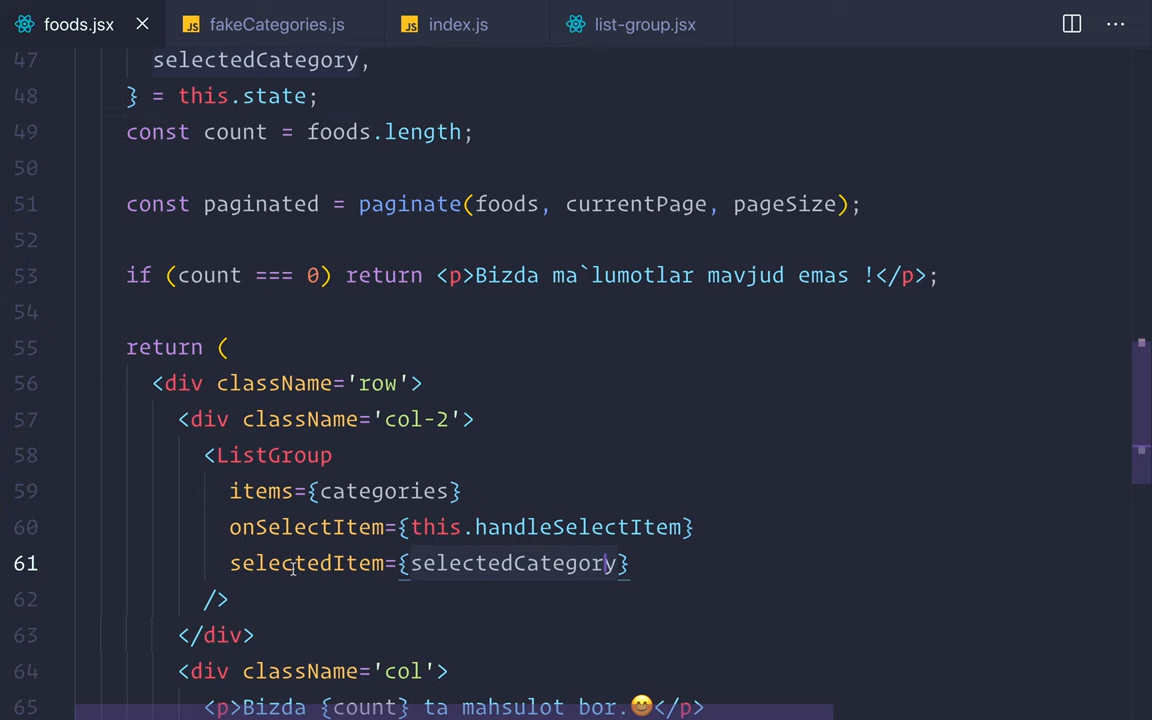 foods.jsx JS fakeCategories.js JS index.js list-group.jsx
47 selectedCategory,
48 } = this.state;
49 const count = foods.length;
50
51 const paginated = paginate(foods, currentPage, pageSize);
52
53 if (count === 0) return <p>Bizda ma`lumotlar mavjud emas !</p>;
54
55 return (
56 <div className='row'>
57 <div className='col-2'>
58 <ListGroup
59 items={categories}
60 onSelectItem={this.handleSelectItem}
61 selectedItem={selectedCategory}
62 />
63 </div>
64 <div className='col'>
65 <p>Bizda {count} ta mahsulot bor.😊</p>